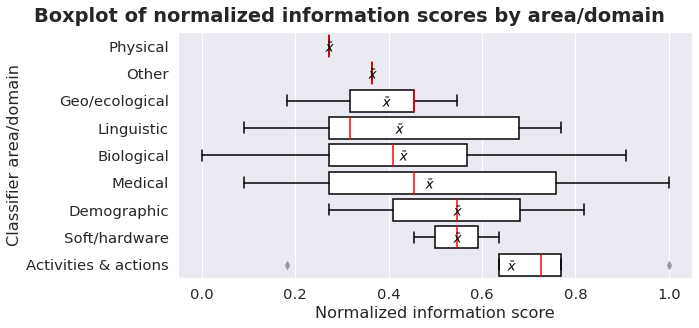 Boxplot of normalized information scores by area/domain
Classifier area/domain
Physical
x̄
Other
x̄
Geo/ecological
x̄
Linguistic
x̄
Biological
x̄
Medical
x̄
Demographic
x̄
Soft/hardware
x̄
Activities & actions
x̄
0.0 0.2 0.4 0.6 0.8 1.0
Normalized information score